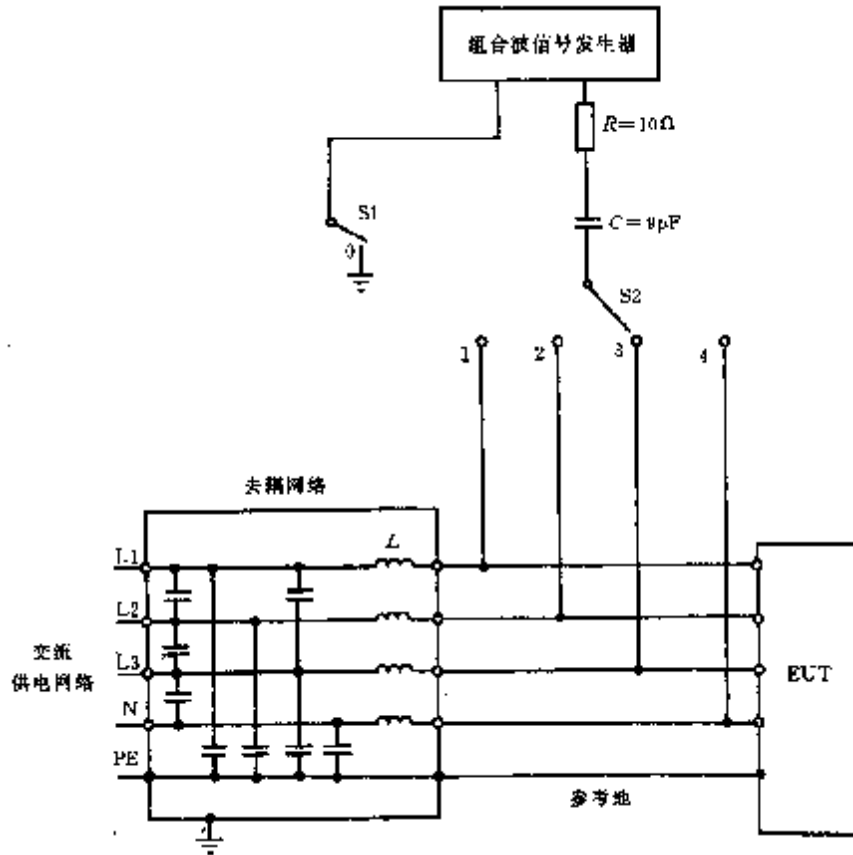 组合波信号发生器
R=10Ω
S1
0
C=9μF
S2
1
2
3
4
去耦网络
L
L1
L2
L3
N
PE
交流
供电网络
EUT
参考地